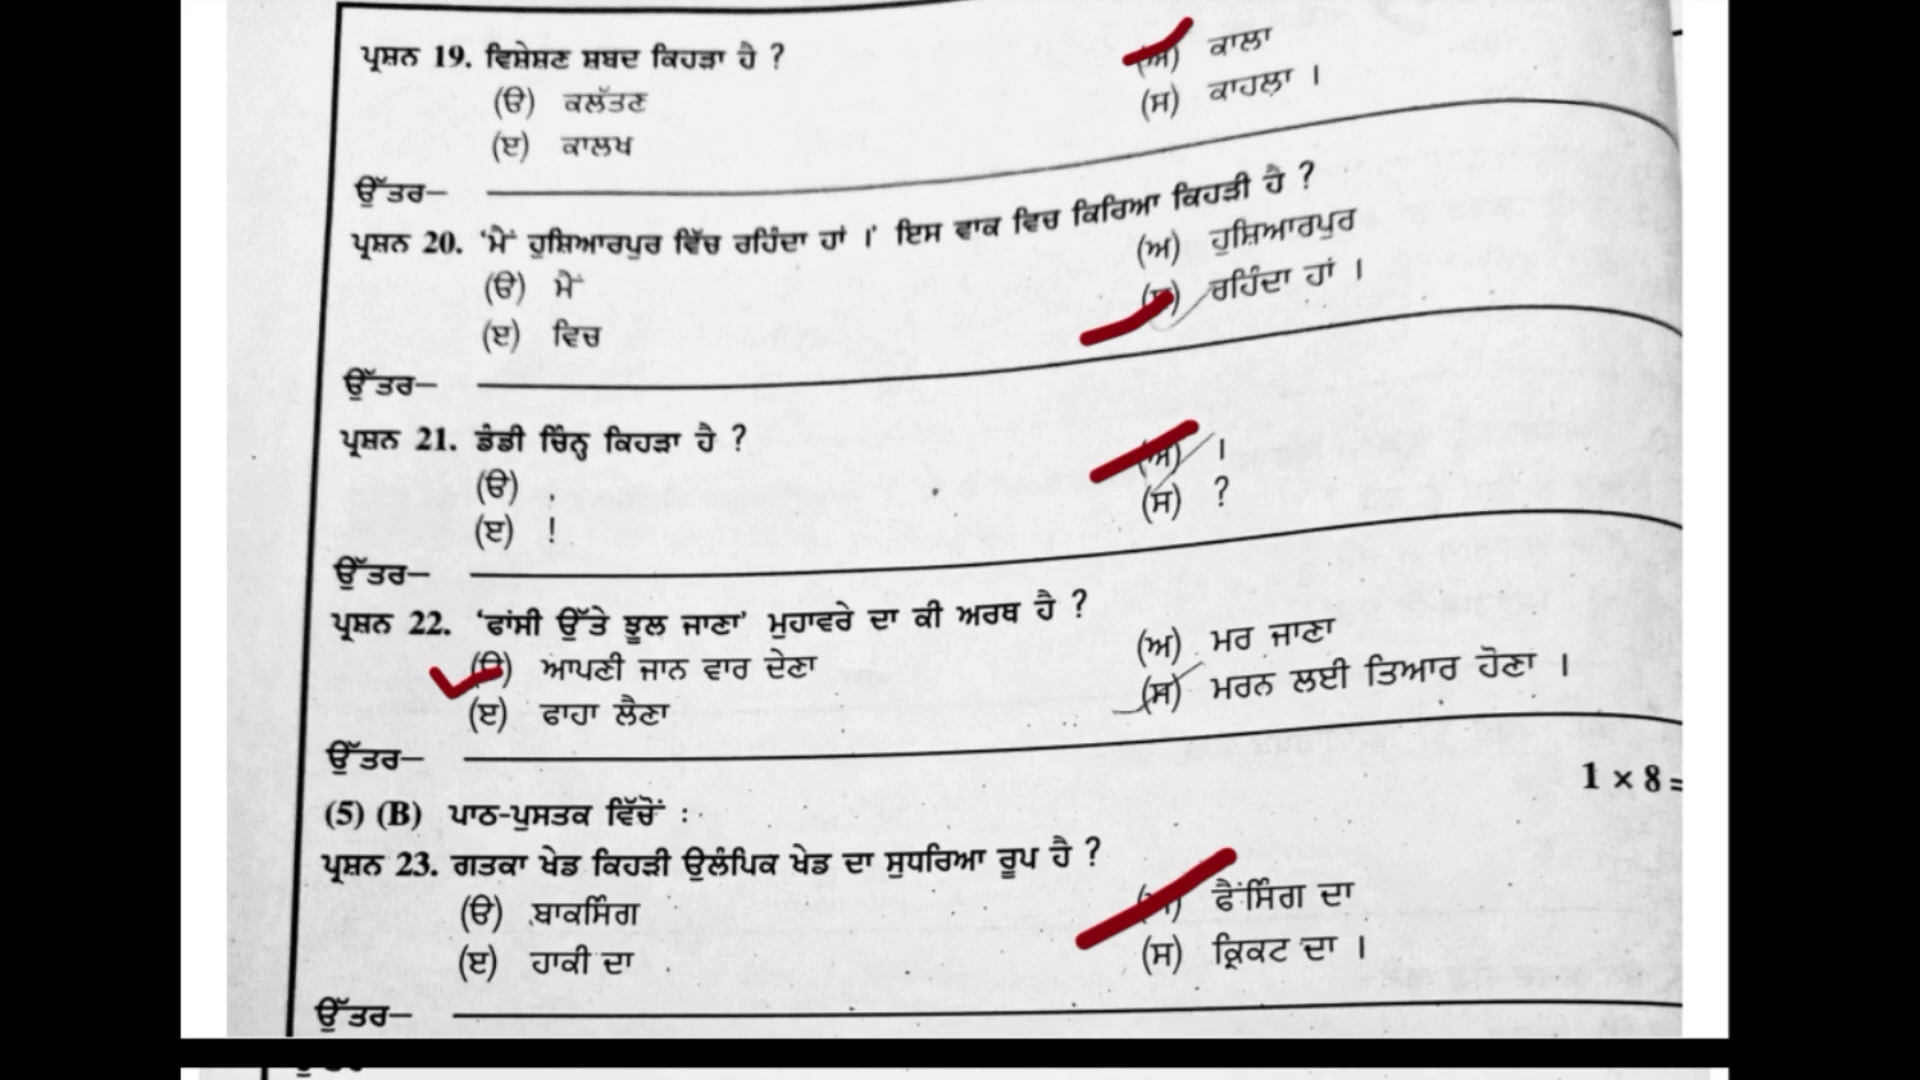 ਪ੍ਰਸ਼ਨ 19. ਵਿਸ਼ੇਸ਼ਣ ਸ਼ਬਦ ਕਿਹੜਾ ਹੈ ?
(ੳ) ਕਲੱਤਣ (ਅ) ਕਾਲਾ
(ੲ) ਕਾਲਖ (ਸ) ਕਾਹਲਾ ।
ਉੱਤਰ–
ਪ੍ਰਸ਼ਨ 20. ‘ਮੈਂ ਹੁਸ਼ਿਆਰਪੁਰ ਵਿੱਚ ਰਹਿੰਦਾ ਹਾਂ ।’ ਇਸ ਵਾਕ ਵਿਚ ਕਿਰਿਆ ਕਿਹੜੀ ਹੈ ?
(ੳ) ਮੈਂ (ਅ) ਹੁਸ਼ਿਆਰਪੁਰ
(ੲ) ਵਿਚ (ਸ) ਰਹਿੰਦਾ ਹਾਂ ।
ਉੱਤਰ–
ਪ੍ਰਸ਼ਨ 21. ਡੰਡੀ ਚਿੰਨ੍ਹ ਕਿਹੜਾ ਹੈ ?
(ੳ) , (ਅ) ।
(ੲ) ! (ਸ) ?
ਉੱਤਰ–
ਪ੍ਰਸ਼ਨ 22. ‘ਫਾਂਸੀ ਉੱਤੇ ਝੂਲ ਜਾਣਾ’ ਮੁਹਾਵਰੇ ਦਾ ਕੀ ਅਰਥ ਹੈ ?
(ੳ) ਆਪਣੀ ਜਾਨ ਵਾਰ ਦੇਣਾ (ਅ) ਮਰ ਜਾਣਾ
(ੲ) ਫਾਹਾ ਲੈਣਾ (ਸ) ਮਰਨ ਲਈ ਤਿਆਰ ਹੋਣਾ ।
ਉੱਤਰ–
1 × 8 =
(5) (B) ਪਾਠ-ਪੁਸਤਕ ਵਿੱਚੋਂ :
ਪ੍ਰਸ਼ਨ 23. ਗਤਕਾ ਖੇਡ ਕਿਹੜੀ ਉਲੰਪਿਕ ਖੇਡ ਦਾ ਸੁਧਰਿਆ ਰੂਪ ਹੈ ?
(ੳ) ਬਾਕਸਿੰਗ (ਅ) ਫੈਂਸਿੰਗ ਦਾ
(ੲ) ਹਾਕੀ ਦਾ (ਸ) ਕ੍ਰਿਕਟ ਦਾ ।
ਉੱਤਰ–